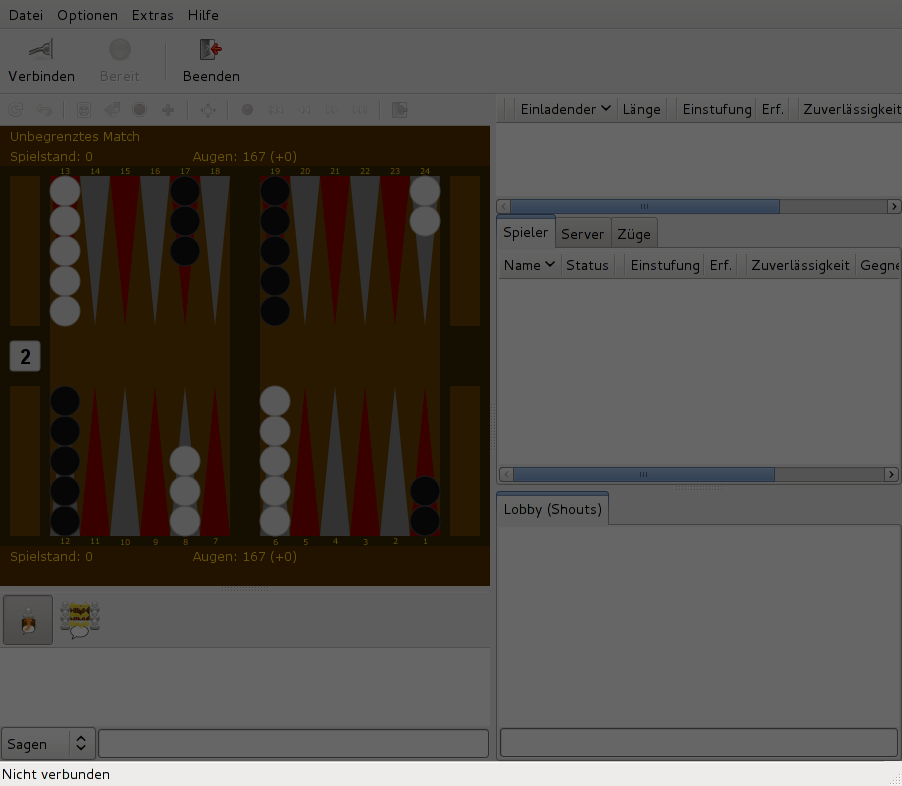 Datei Optionen Extras Hilfe
Verbinden Bereit Beenden
Einladender Länge Einstufung Erf. Zuverlässigkeit
Unbegrenztes Match
Spielstand: 0 Augen: 167 (+0)
13 14 15 16 17 18 19 20 21 22 23 24
Spieler Server Züge
Name Status Einstufung Erf. Zuverlässigkeit Gegne
2
12 11 10 9 8 7 6 5 4 3 2 1
Spielstand: 0 Augen: 167 (+0)
Lobby (Shouts)
Sagen
Nicht verbunden